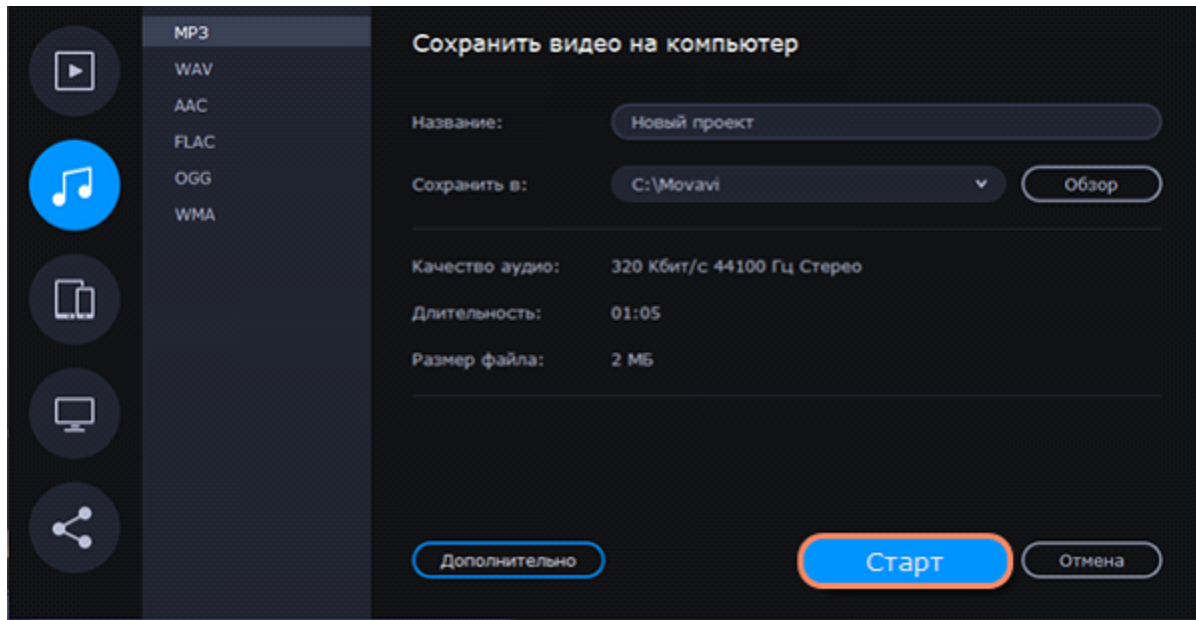 MP3
WAV
AAC
FLAC
OGG
WMA
Сохранить видео на компьютер
Название: Новый проект
Сохранить в: C:\Movavi Обзор
Качество аудио: 320 Кбит/с 44100 Гц Стерео
Длительность: 01:05
Размер файла: 2 МБ
Дополнительно Старт Отмена